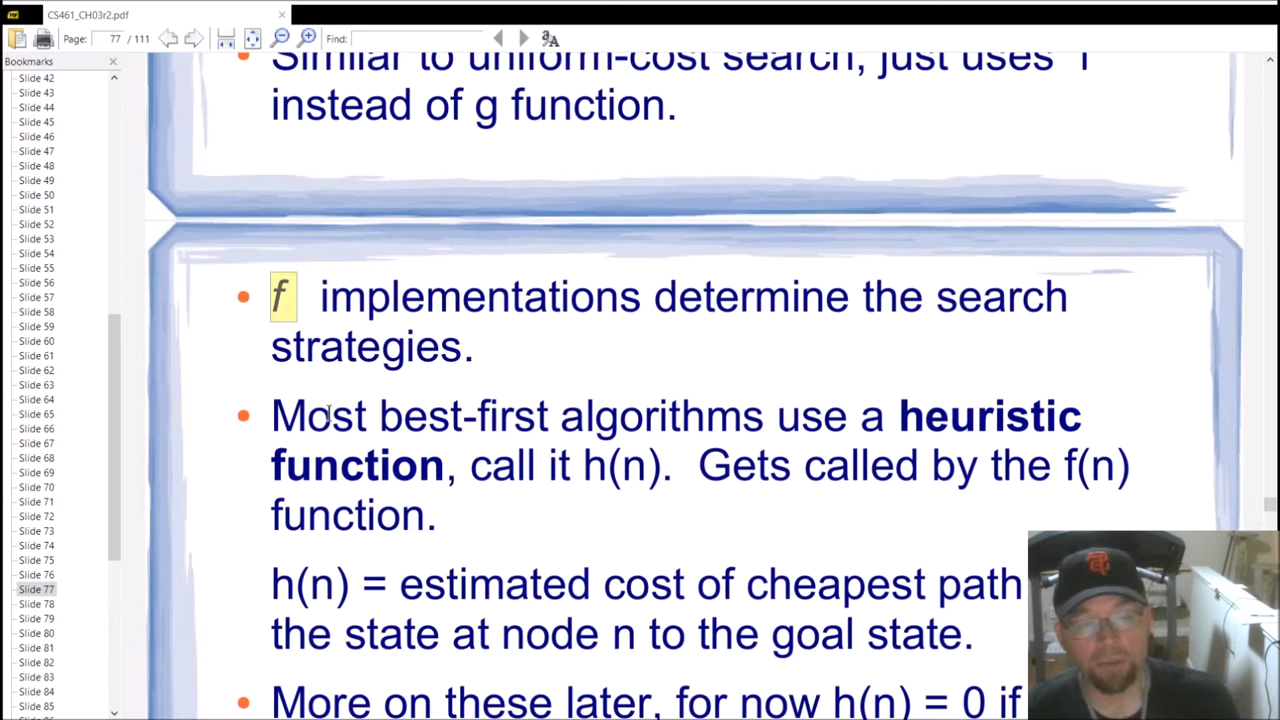 CS461_CH03r2.pdf
Page: 77 / 111
Find:
Bookmarks
Slide 42
Slide 43
Slide 44
Slide 45
Slide 46
Slide 47
Slide 48
Slide 49
Slide 50
Slide 51
Slide 52
Slide 53
Slide 54
Slide 55
Slide 56
Slide 57
Slide 58
Slide 59
Slide 60
Slide 61
Slide 62
Slide 63
Slide 64
Slide 65
Slide 66
Slide 67
Slide 68
Slide 69
Slide 70
Slide 71
Slide 72
Slide 73
Slide 74
Slide 75
Slide 76
Slide 77
Slide 78
Slide 79
Slide 80
Slide 81
Slide 82
Slide 83
Slide 84
Slide 85
Similar to uniform-cost search, just uses f
instead of g function.
f implementations determine the search
strategies.
Most best-first algorithms use a heuristic
function, call it h(n). Gets called by the f(n)
function.
h(n) = estimated cost of cheapest path
the state at node n to the goal state.
More on these later, for now h(n) = 0 if